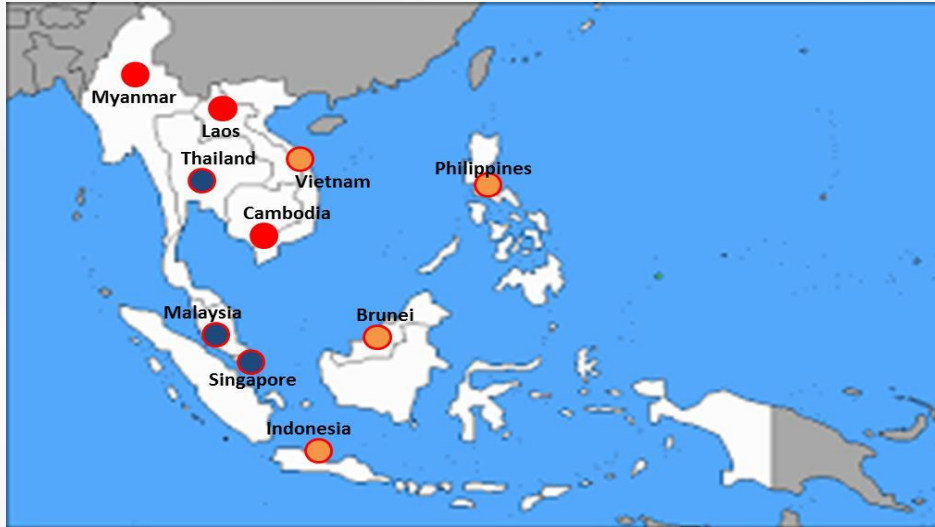 Myanmar
Laos
Thailand
Vietnam
Philippines
Cambodia
Malaysia
Brunei
Singapore
Indonesia